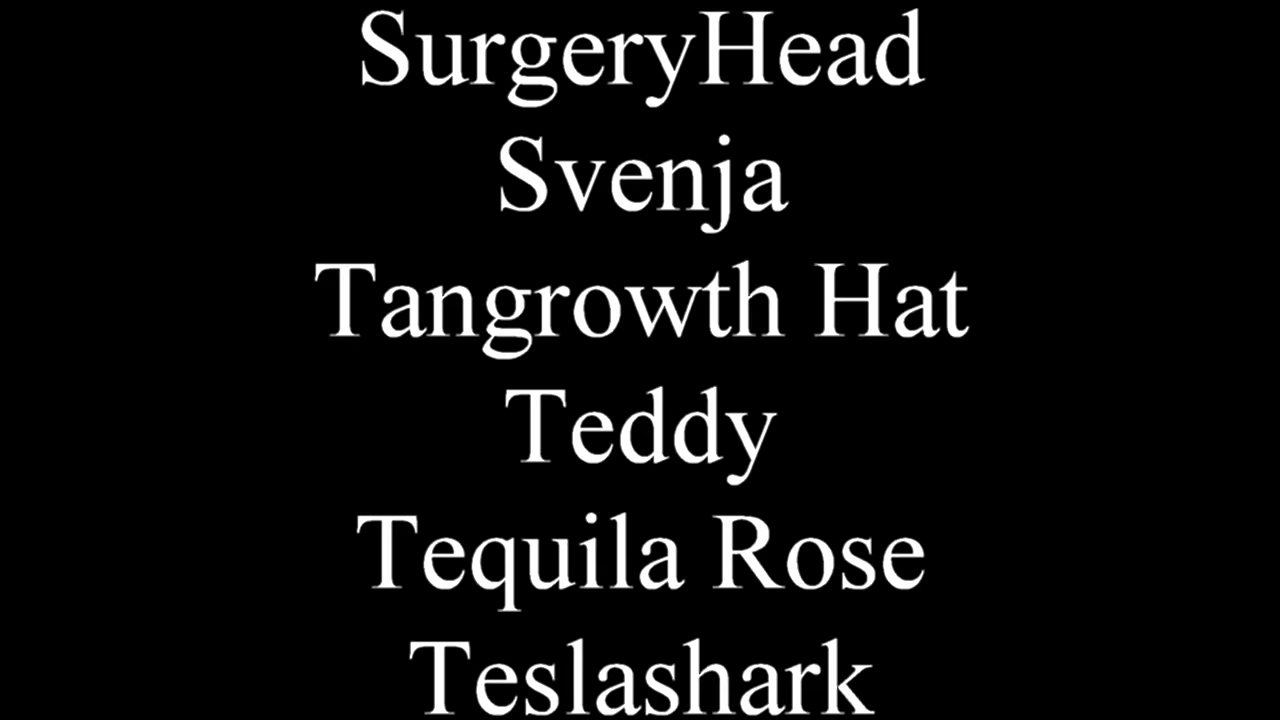 SurgeryHead
Svenja
Tangrowth Hat
Teddy
Tequila Rose
Teslashark